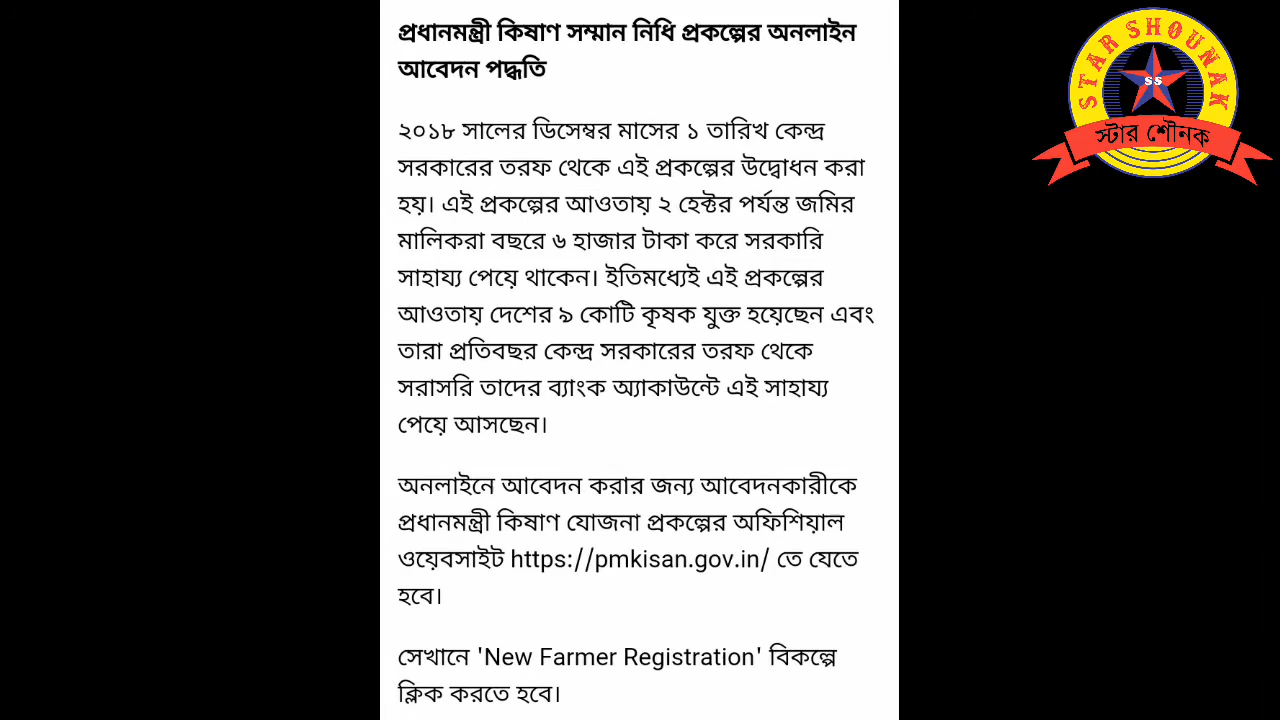 প্রধানমন্ত্রী কিষাণ সম্মান নিধি প্রকল্পের অনলাইন
আবেদন পদ্ধতি
২০১৮ সালের ডিসেম্বর মাসের ১ তারিখ কেন্দ্র
সরকারের তরফ থেকে এই প্রকল্পের উদ্বোধন করা
হয়। এই প্রকল্পের আওতায় ২ হেক্টর পর্যন্ত জমির
মালিকরা বছরে ৬ হাজার টাকা করে সরকারি
সাহায্য পেয়ে থাকেন। ইতিমধ্যেই এই প্রকল্পের
আওতায় দেশের ৯ কোটি কৃষক যুক্ত হয়েছেন এবং
তারা প্রতিবছর কেন্দ্র সরকারের তরফ থেকে
সরাসরি তাদের ব্যাংক অ্যাকাউন্টে এই সাহায্য
পেয়ে আসছেন।
অনলাইনে আবেদন করার জন্য আবেদনকারীকে
প্রধানমন্ত্রী কিষাণ যোজনা প্রকল্পের অফিশিয়াল
ওয়েবসাইট https://pmkisan.gov.in/ তে যেতে
হবে।
সেখানে 'New Farmer Registration' বিকল্পে
ক্লিক করতে হবে।
STAR SHOUNAK
SS
স্টার শৌনক